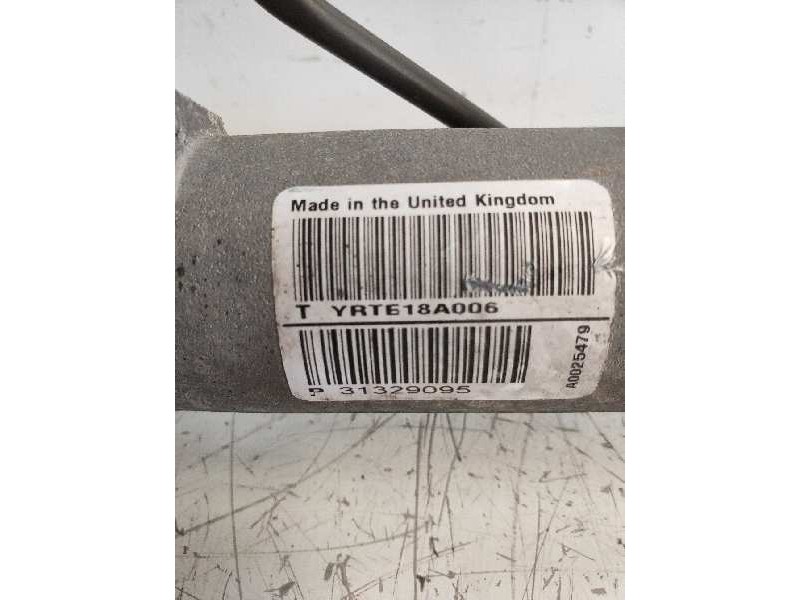 Made in the United Kingdom
T YRTE18A006
P 31329095
A0025479